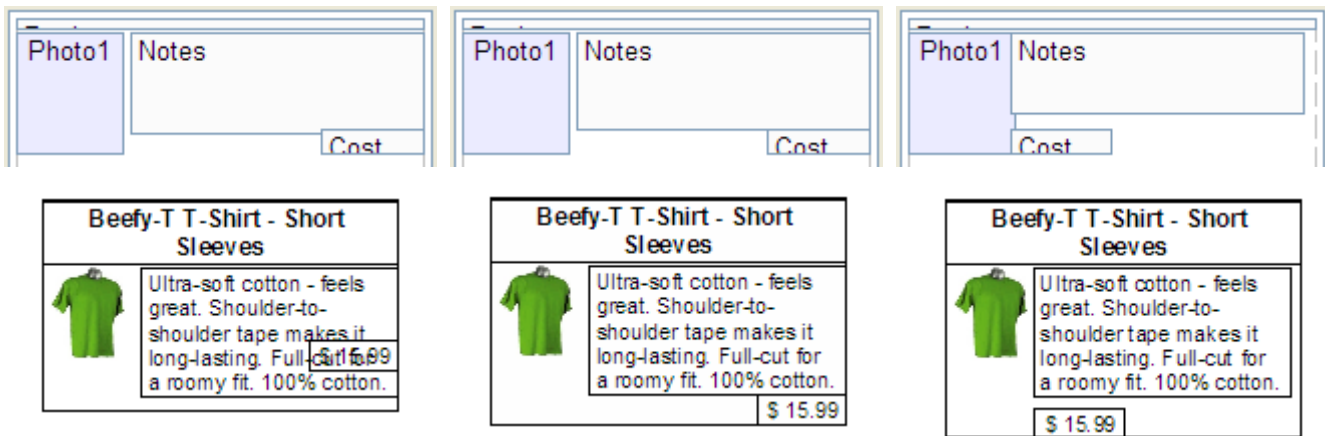 Photo1 Notes
Cost
Photo1 Notes
Cost
Photo1 Notes
Cost
Beefy-T T-Shirt - Short
Sleeves
Ultra-soft cotton - feels
great. Shoulder-to-
shoulder tape makes it
long-lasting. Full-cut for
a roomy fit. 100% cotton.
$ 15.99
Beefy-T T-Shirt - Short
Sleeves
Ultra-soft cotton - feels
great. Shoulder-to-
shoulder tape makes it
long-lasting. Full-cut for
a roomy fit. 100% cotton.
$ 15.99
Beefy-T T-Shirt - Short
Sleeves
Ultra-soft cotton - feels
great. Shoulder-to-
shoulder tape makes it
long-lasting. Full-cut for
a roomy fit. 100% cotton.
$ 15.99